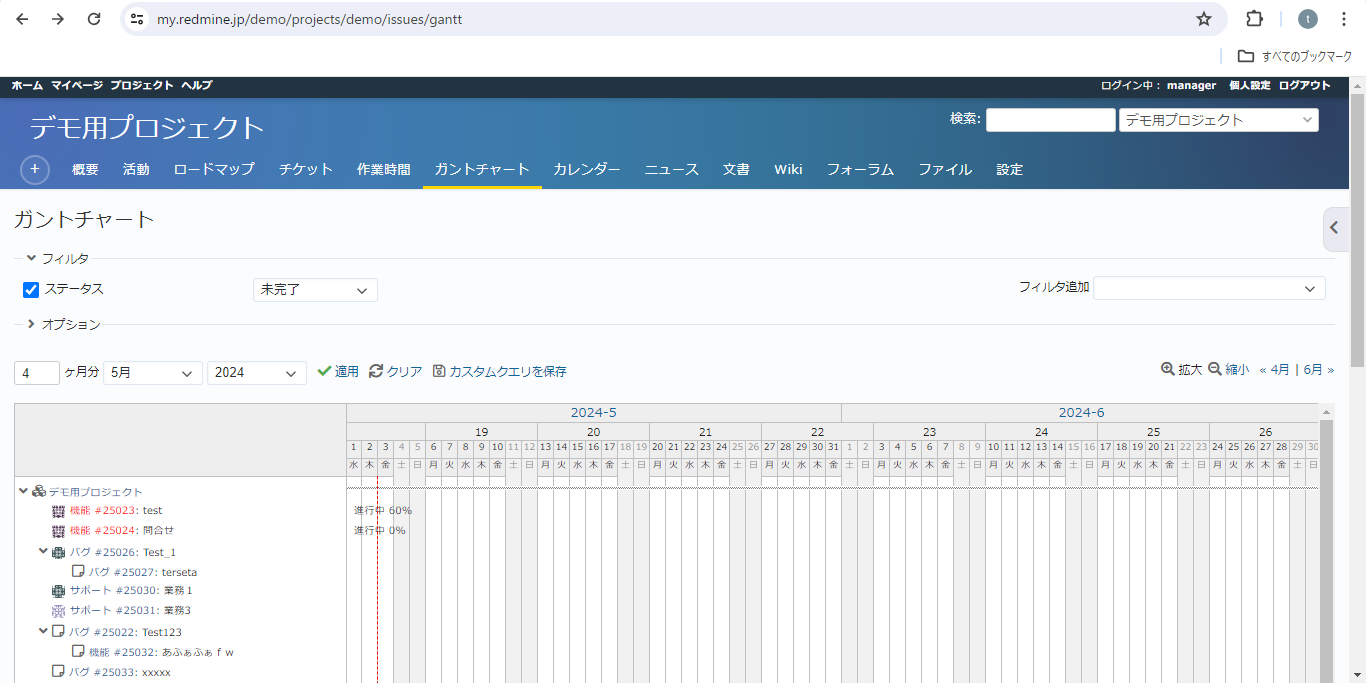 my.redmine.jp/demo/projects/demo/issues/gantt
t
すべてのブックマーク
ホーム マイページ プロジェクト ヘルプ
ログイン中： manager 個人設定 ログアウト
デモ用プロジェクト
検索: デモ用プロジェクト
+ 概要 活動 ロードマップ チケット 作業時間 ガントチャート カレンダー ニュース 文書 Wiki フォーラム ファイル 設定
ガントチャート
フィルタ
ステータス 未完了 フィルタ追加
オプション
4 ヶ月分 5月 2024 適用 クリア カスタムクエリを保存 拡大 縮小 « 4月 | 6月 »
2024-5 2024-6
19 20 21 22 23 24 25 26
1 2 3 4 5 6 7 8 9 10 11 12 13 14 15 16 17 18 19 20 21 22 23 24 25 26 27 28 29 30 31 1 2 3 4 5 6 7 8 9 10 11 12 13 14 15 16 17 18 19 20 21 22 23 24 25 26 27 28 29 30
水 木 金 土 日 月 火 水 木 金 土 日 月 火 水 木 金 土 日 月 火 水 木 金 土 日 月 火 水 木 金 土 日 月 火 水 木 金 土 日 月 火 水 木 金 土 日 月 火 水 木 金 土 日 月 火 水 木 金 土 日
デモ用プロジェクト
機能 #25023: test 進行中 60%
機能 #25024: 問合せ 進行中 0%
バグ #25026: Test_1
バグ #25027: terseta
サポート #25030: 業務１
サポート #25031: 業務3
バグ #25022: Test123
機能 #25032: あふぁふぁｆｗ
バグ #25033: xxxxx